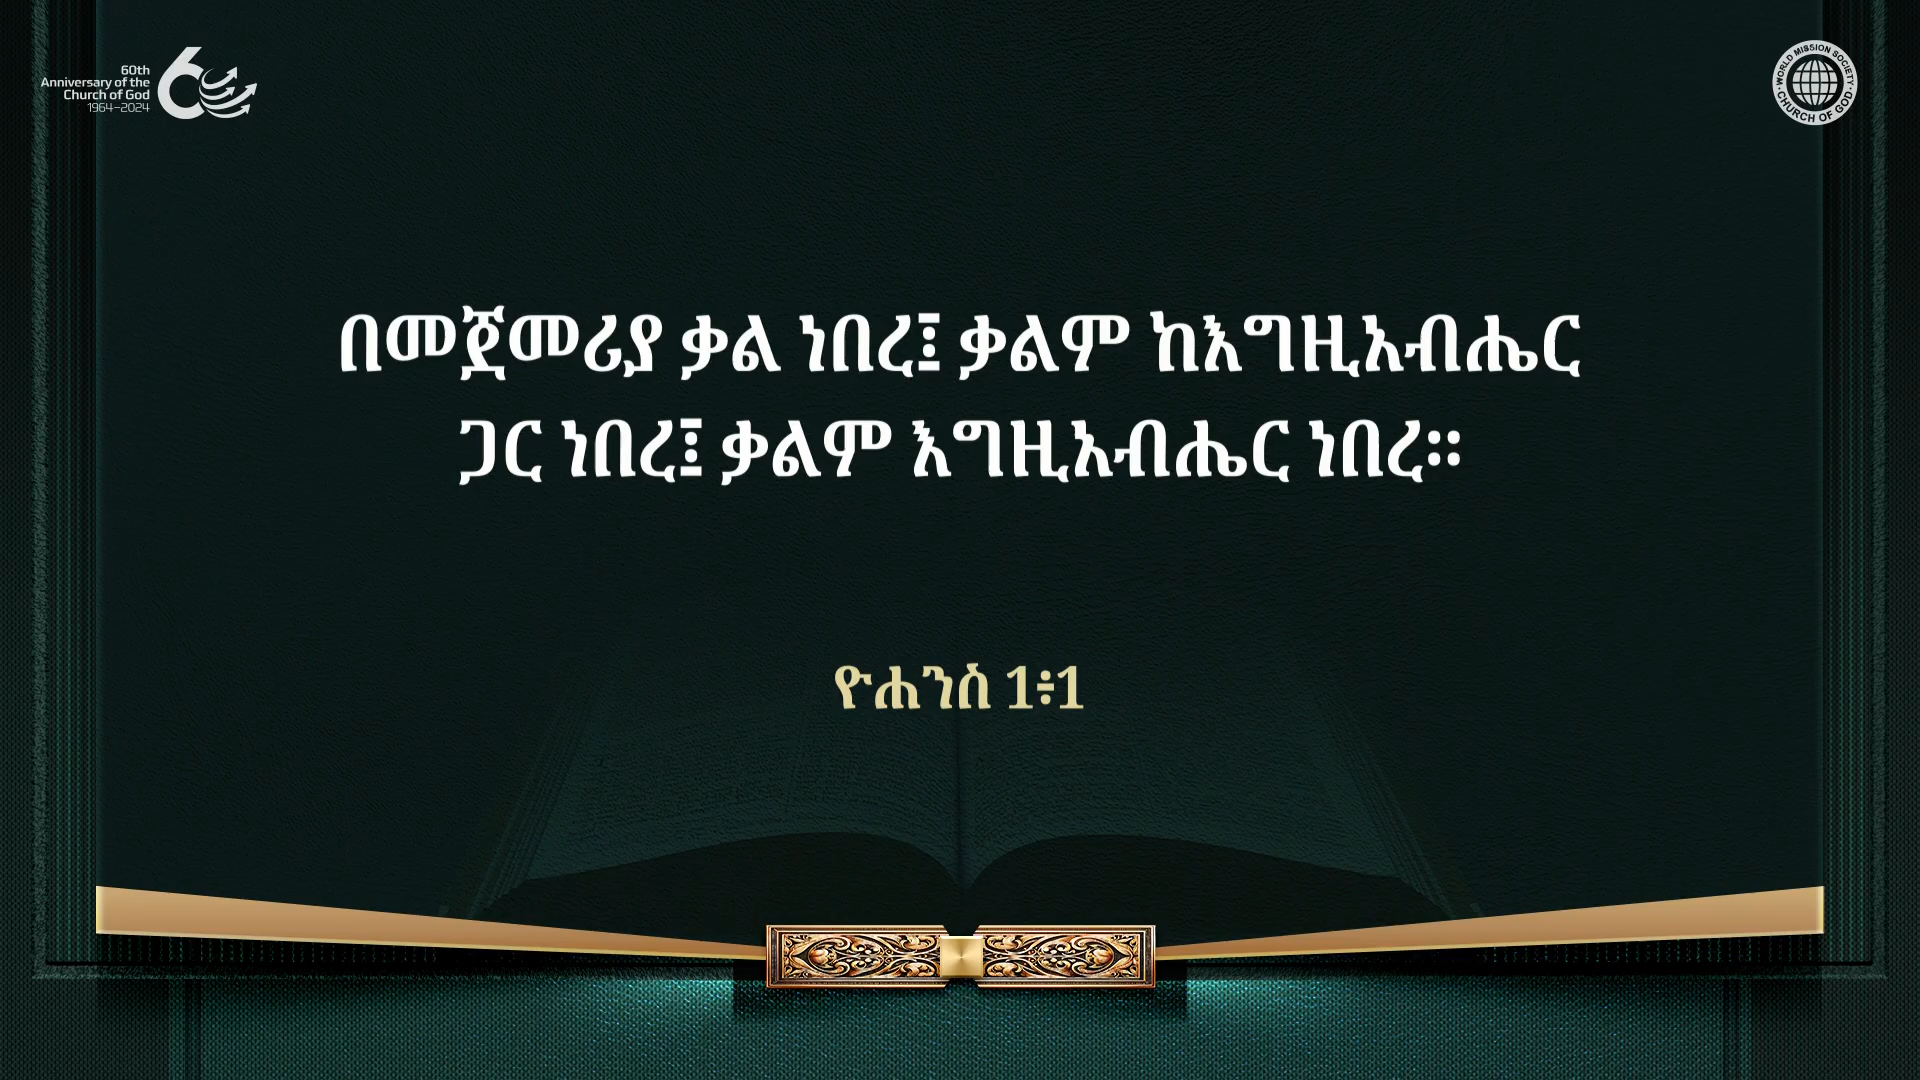 60th
Anniversary of the
Church of God
1964–2024
WORLD MISSION SOCIETY
CHURCH OF GOD
በመጀመሪያ ቃል ነበረ፤ ቃልም ከእግዚአብሔር
ጋር ነበረ፤ ቃልም እግዚአብሔር ነበረ።
ዮሐንስ 1፥1